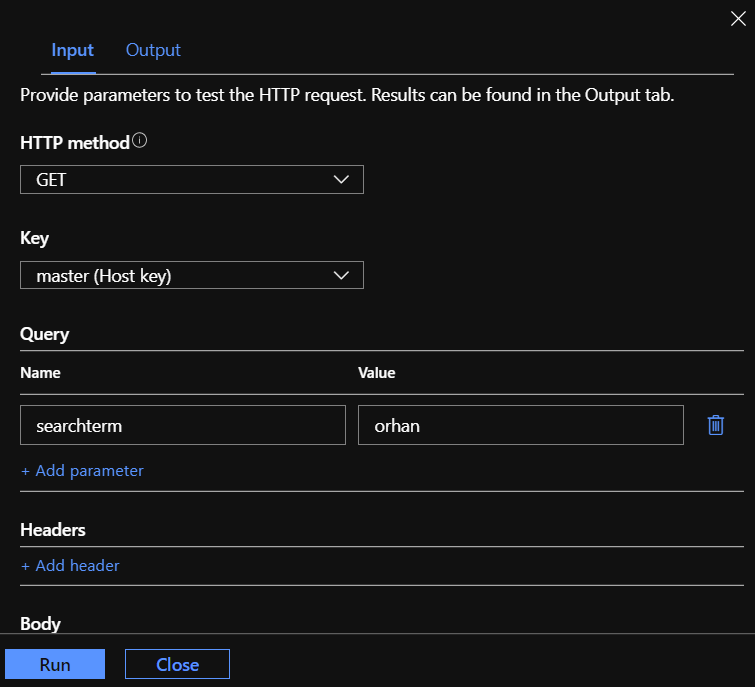 Input Output
Provide parameters to test the HTTP request. Results can be found in the Output tab.
HTTP method
GET
Key
master (Host key)
Query
Name Value
searchterm orhan
+ Add parameter
Headers
+ Add header
Body
Run Close